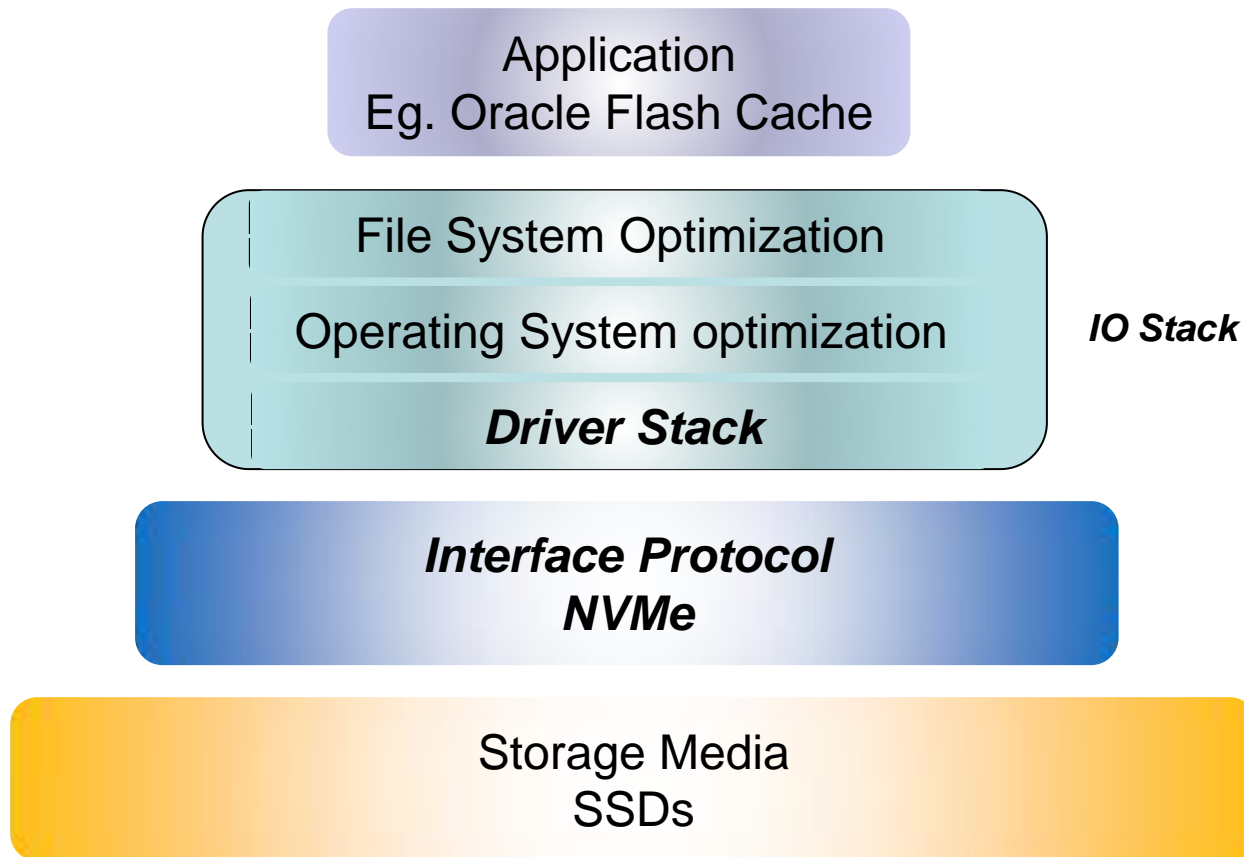 Application
Eg. Oracle Flash Cache
File System Optimization
Operating System optimization
IO Stack
Driver Stack
Interface Protocol
NVMe
Storage Media
SSDs